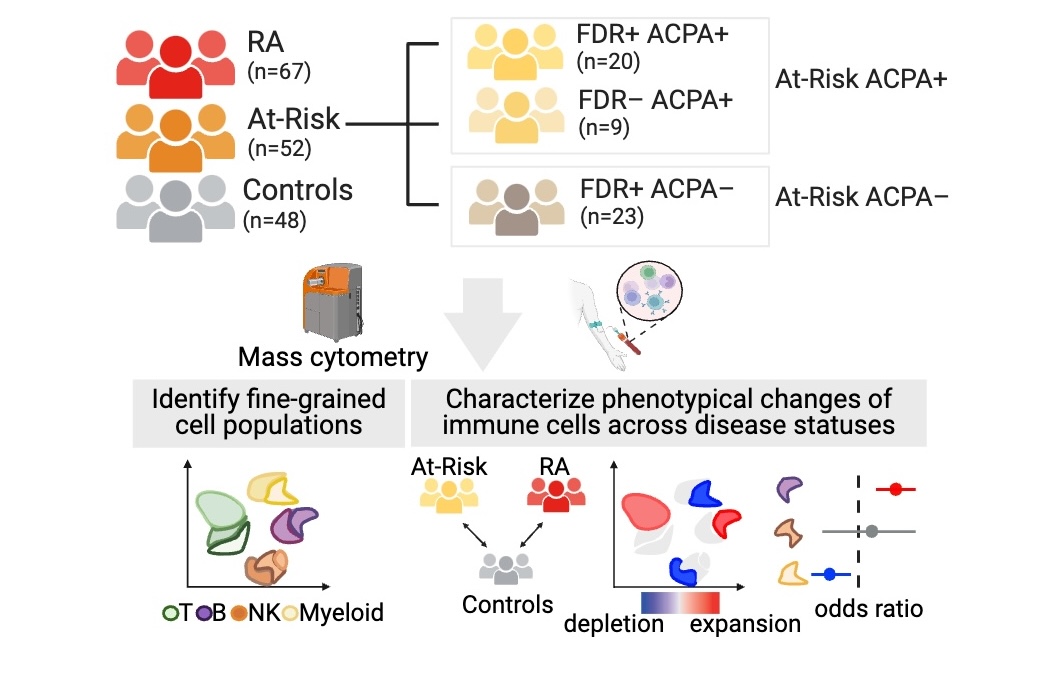 RA
(n=67)
At-Risk
(n=52)
Controls
(n=48)
FDR+ ACPA+
(n=20)
FDR− ACPA+
(n=9)
At-Risk ACPA+
FDR+ ACPA−
(n=23)
At-Risk ACPA−
Mass cytometry
Identify fine-grained
cell populations
Characterize phenotypical changes of
immune cells across disease statuses
T B NK Myeloid
At-Risk RA
Controls
depletion expansion
odds ratio